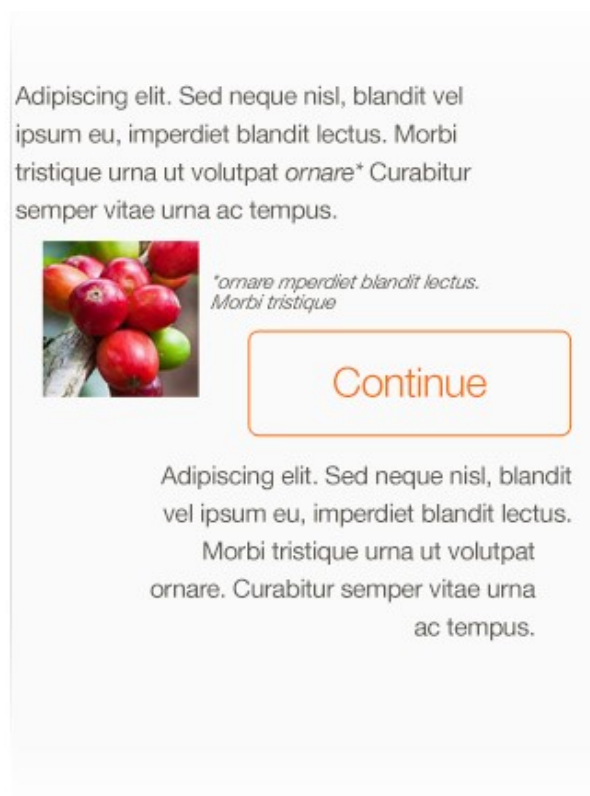 Adipiscing elit. Sed neque nisl, blandit vel
ipsum eu, imperdiet blandit lectus. Morbi
tristique urna ut volutpat ornare* Curabitur
semper vitae urna ac tempus.
*ornare mperdiet blandit lectus.
Morbi tristique
Continue
Adipiscing elit. Sed neque nisl, blandit
vel ipsum eu, imperdiet blandit lectus.
Morbi tristique urna ut volutpat
ornare. Curabitur semper vitae urna
ac tempus.